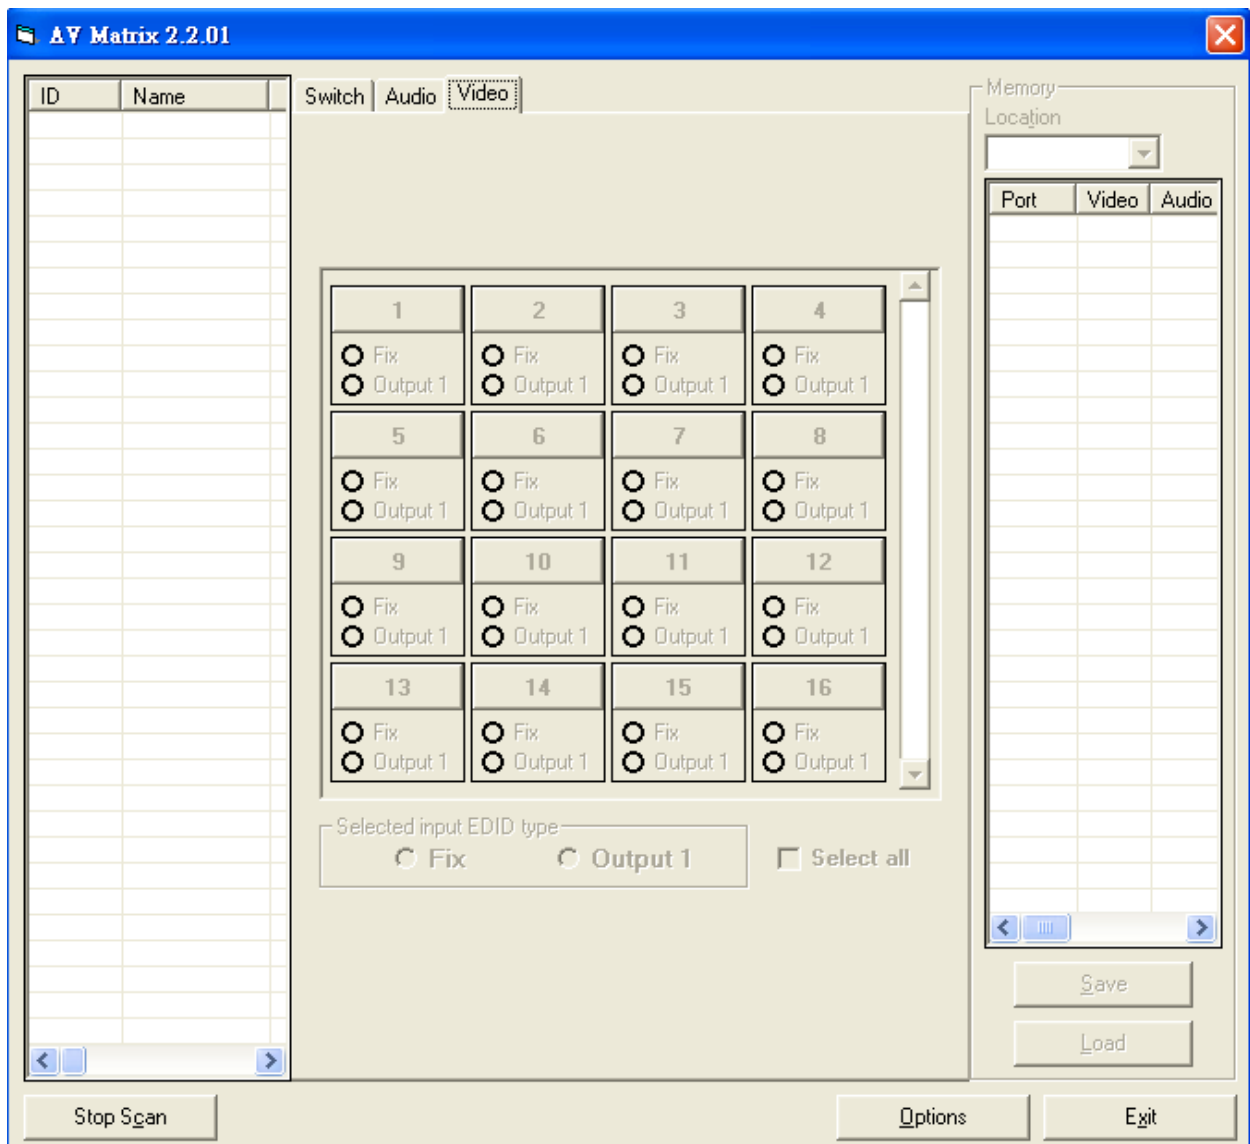 AV Matrix 2.2.01
ID Name
Switch Audio Video
Memory
Location
Port Video Audio
1 2 3 4
Fix Fix Fix Fix
Output 1 Output 1 Output 1 Output 1
5 6 7 8
Fix Fix Fix Fix
Output 1 Output 1 Output 1 Output 1
9 10 11 12
Fix Fix Fix Fix
Output 1 Output 1 Output 1 Output 1
13 14 15 16
Fix Fix Fix Fix
Output 1 Output 1 Output 1 Output 1
Selected input EDID type
Fix Output 1 Select all
Save
Load
Stop Scan Options Exit